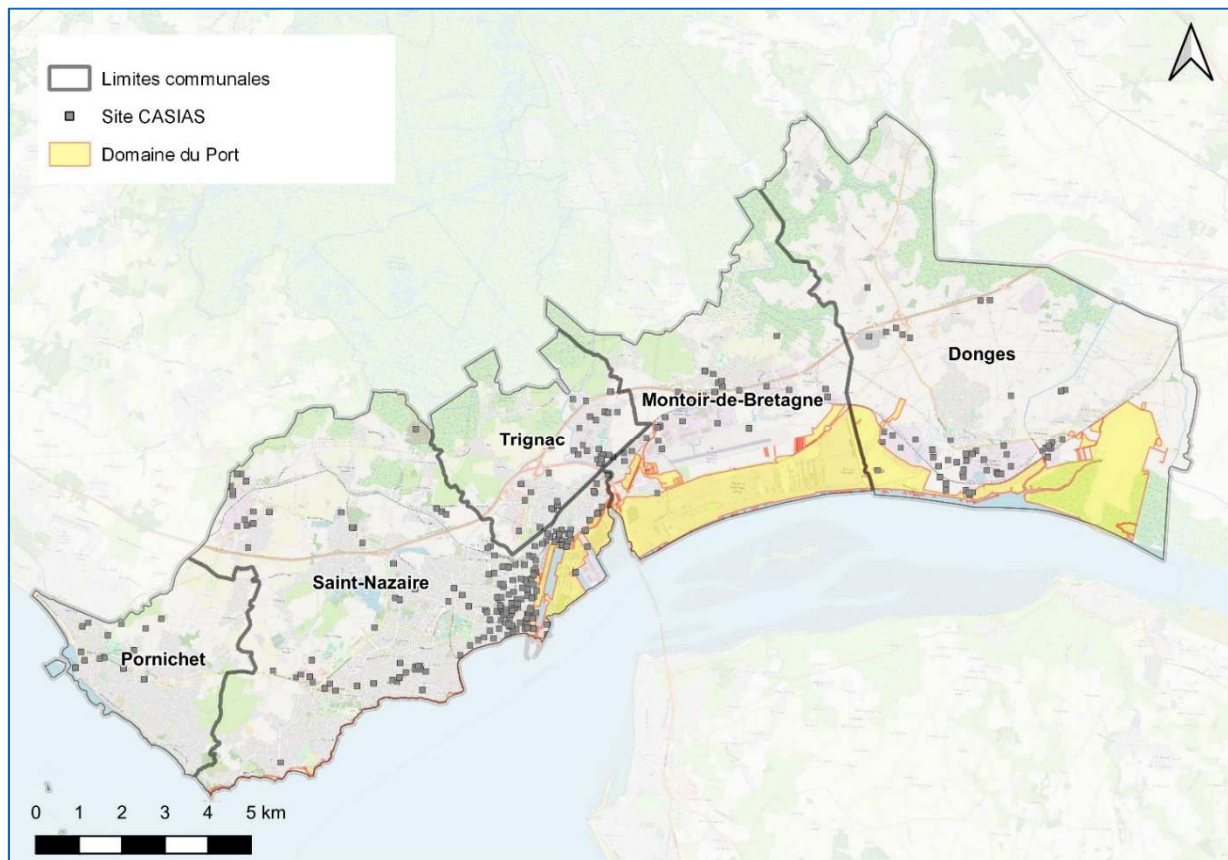 Limites communales
Site CASIAS
Domaine du Port
Donges
Montoir-de-Bretagne
Trignac
Saint-Nazaire
Pornichet
0 1 2 3 4 5 km